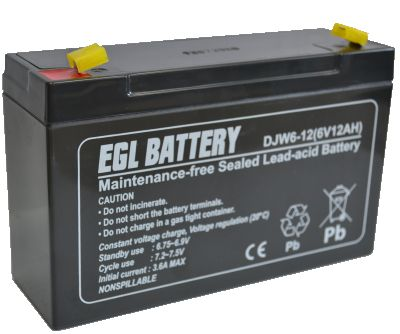 EGL BATTERY DJW6-12(6V12AH)
Maintenance-free Sealed Lead-acid Battery
CAUTION
• Do not incinerate.
• Do not short the battery terminals.
• Do not charge in a gas tight container.
Constant voltage charge, Voltage regulation (20°C)
Standby use : 6.75~6.9V
Cycle use : 7.2~7.5V
Initial current : 3.6A MAX
NONSPILLABLE
CE
Pb
Pb